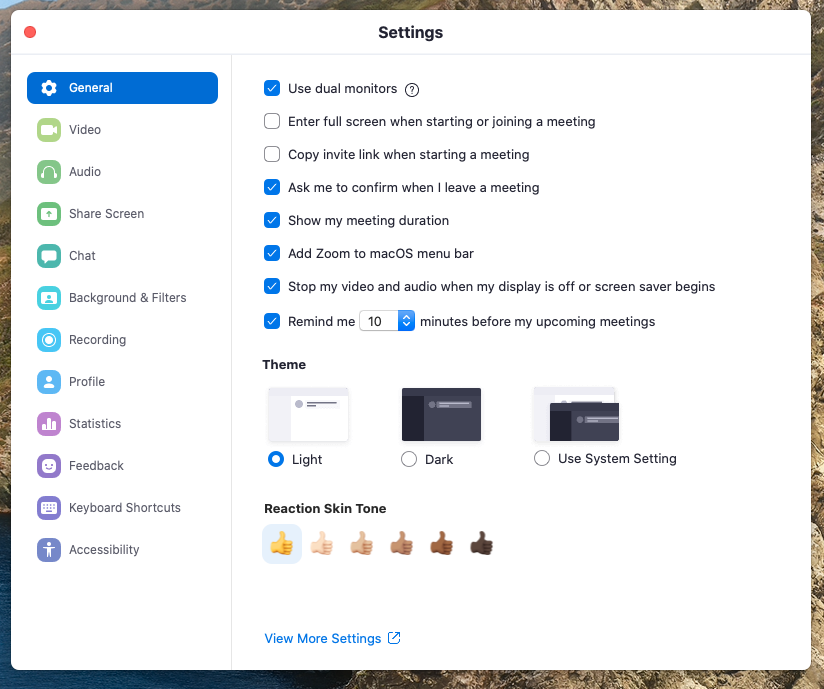 Settings
General
Video
Audio
Share Screen
Chat
Background & Filters
Recording
Profile
Statistics
Feedback
Keyboard Shortcuts
Accessibility
Use dual monitors ?
Enter full screen when starting or joining a meeting
Copy invite link when starting a meeting
Ask me to confirm when I leave a meeting
Show my meeting duration
Add Zoom to macOS menu bar
Stop my video and audio when my display is off or screen saver begins
Remind me 10 minutes before my upcoming meetings
Theme
Light
Dark
Use System Setting
Reaction Skin Tone
View More Settings